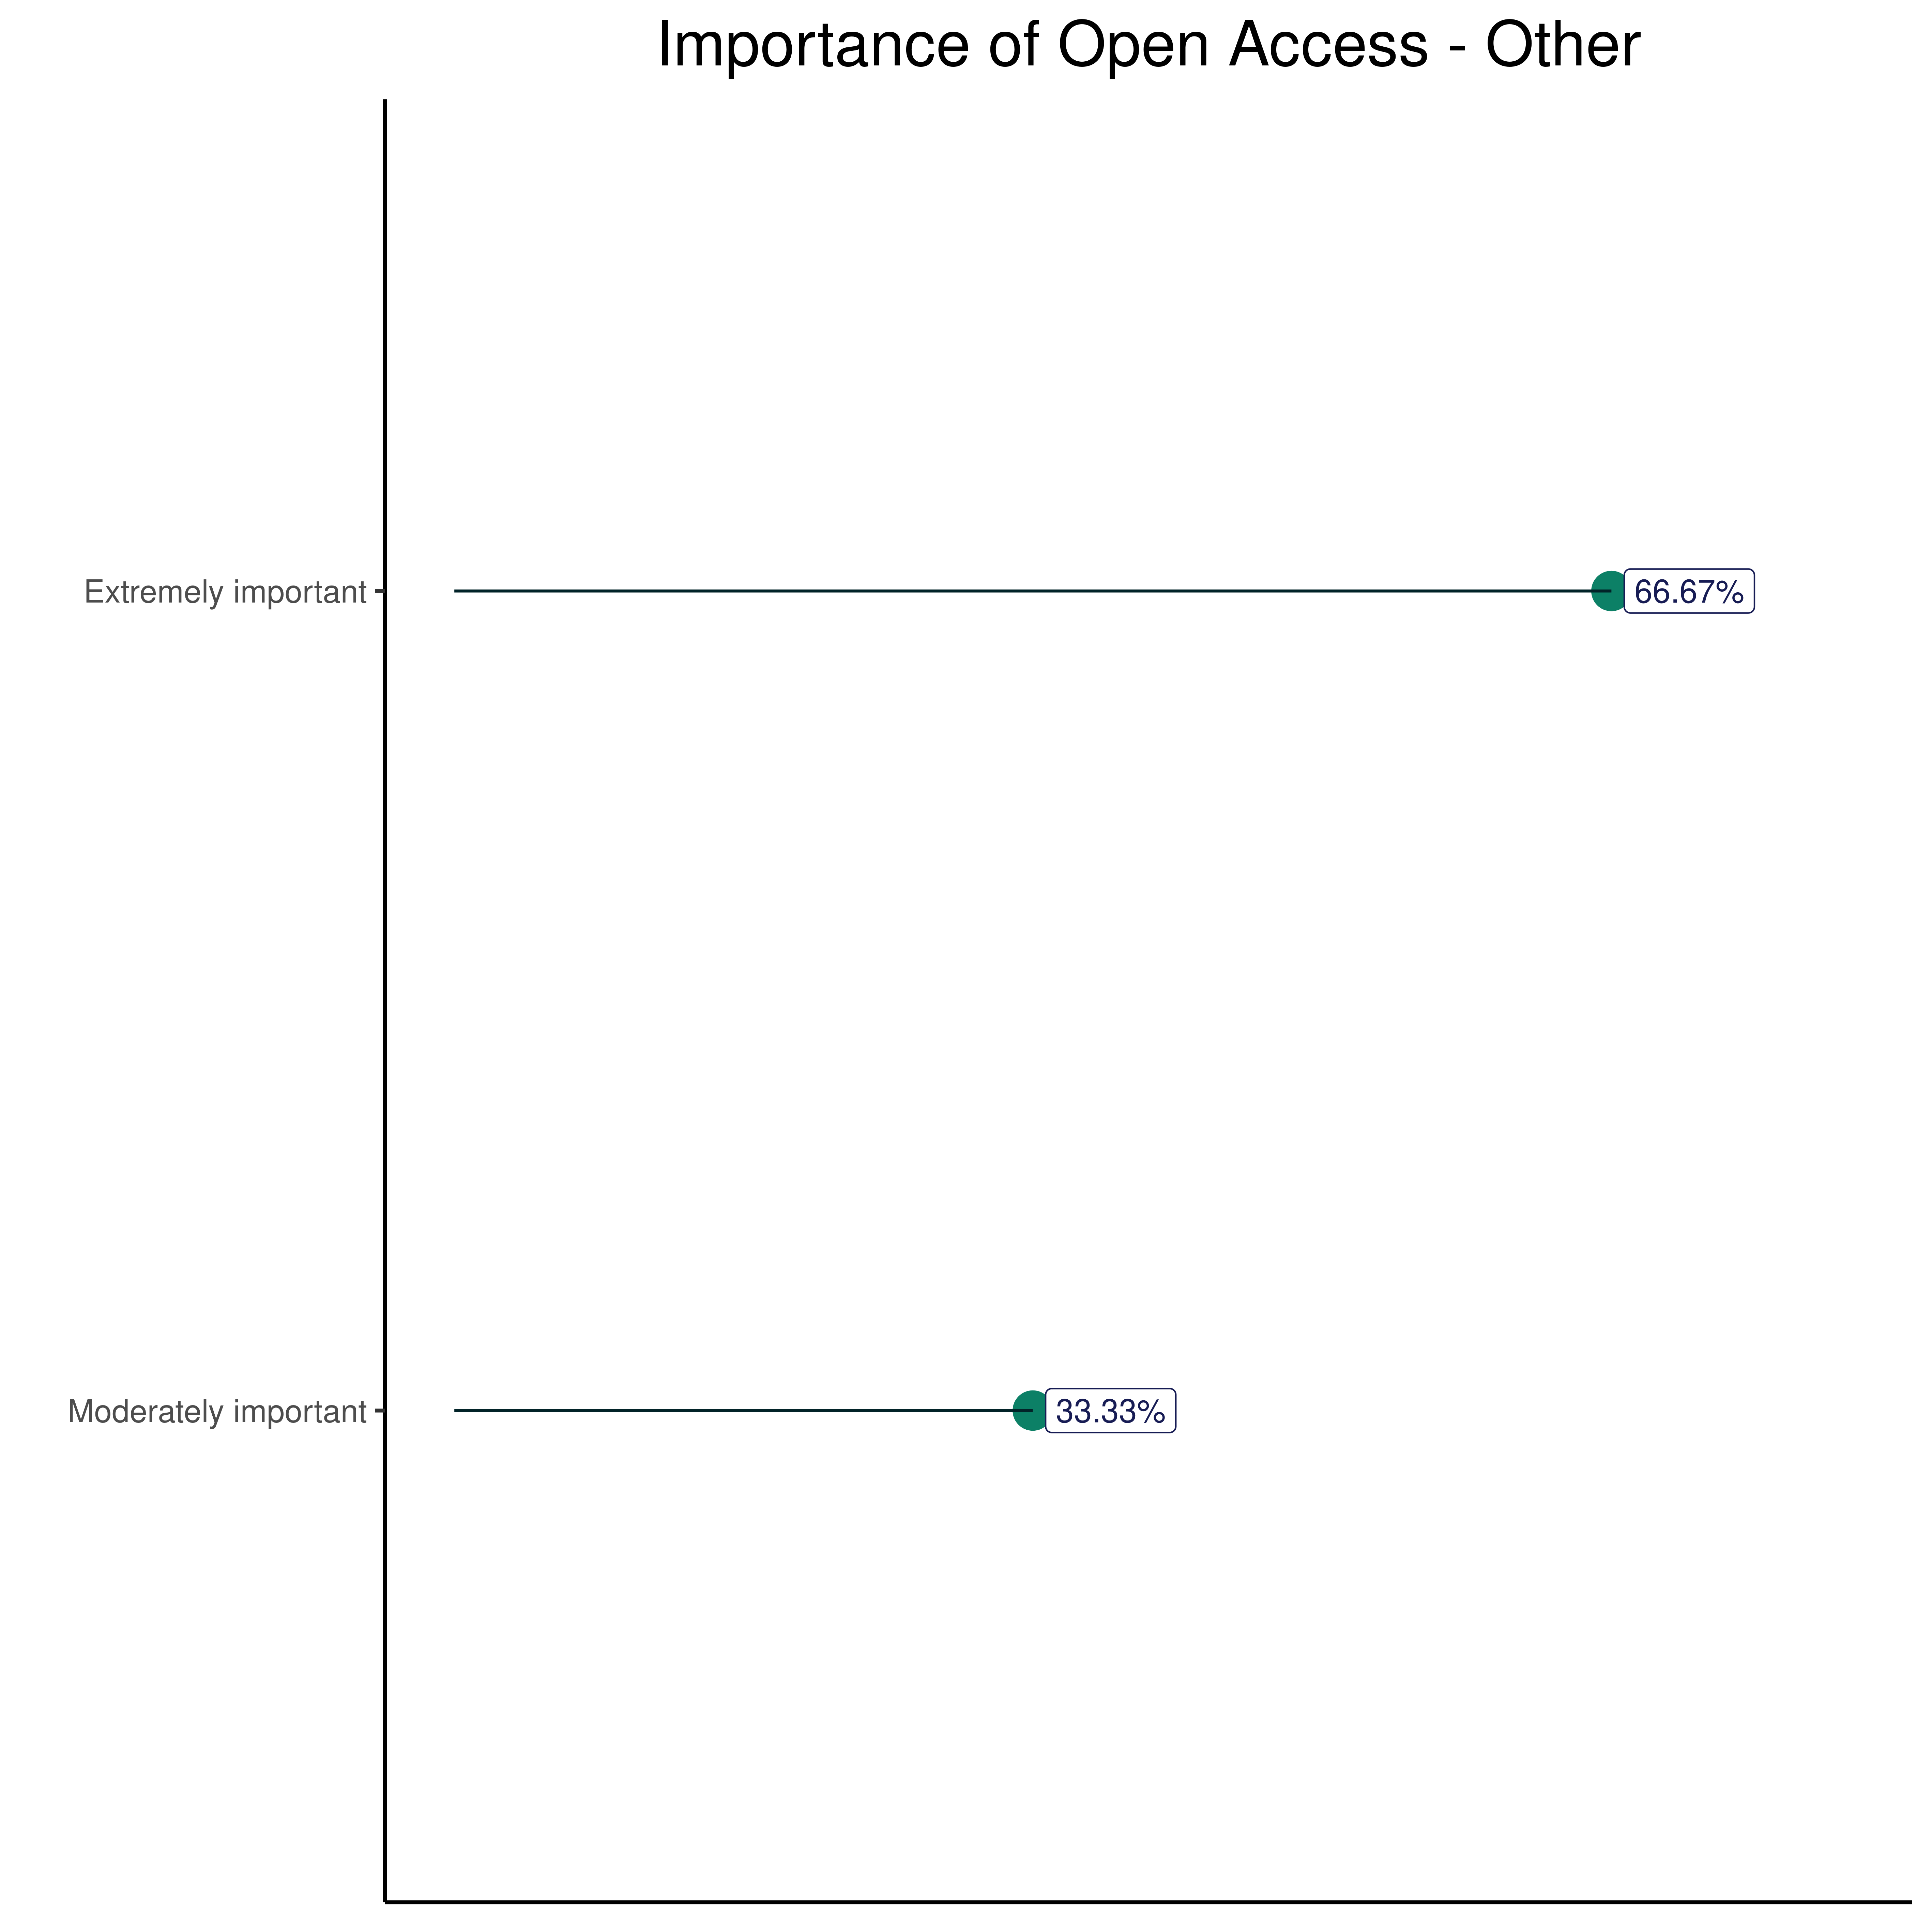 Importance of Open Access - Other
Extremely important
66.67%
Moderately important
33.33%